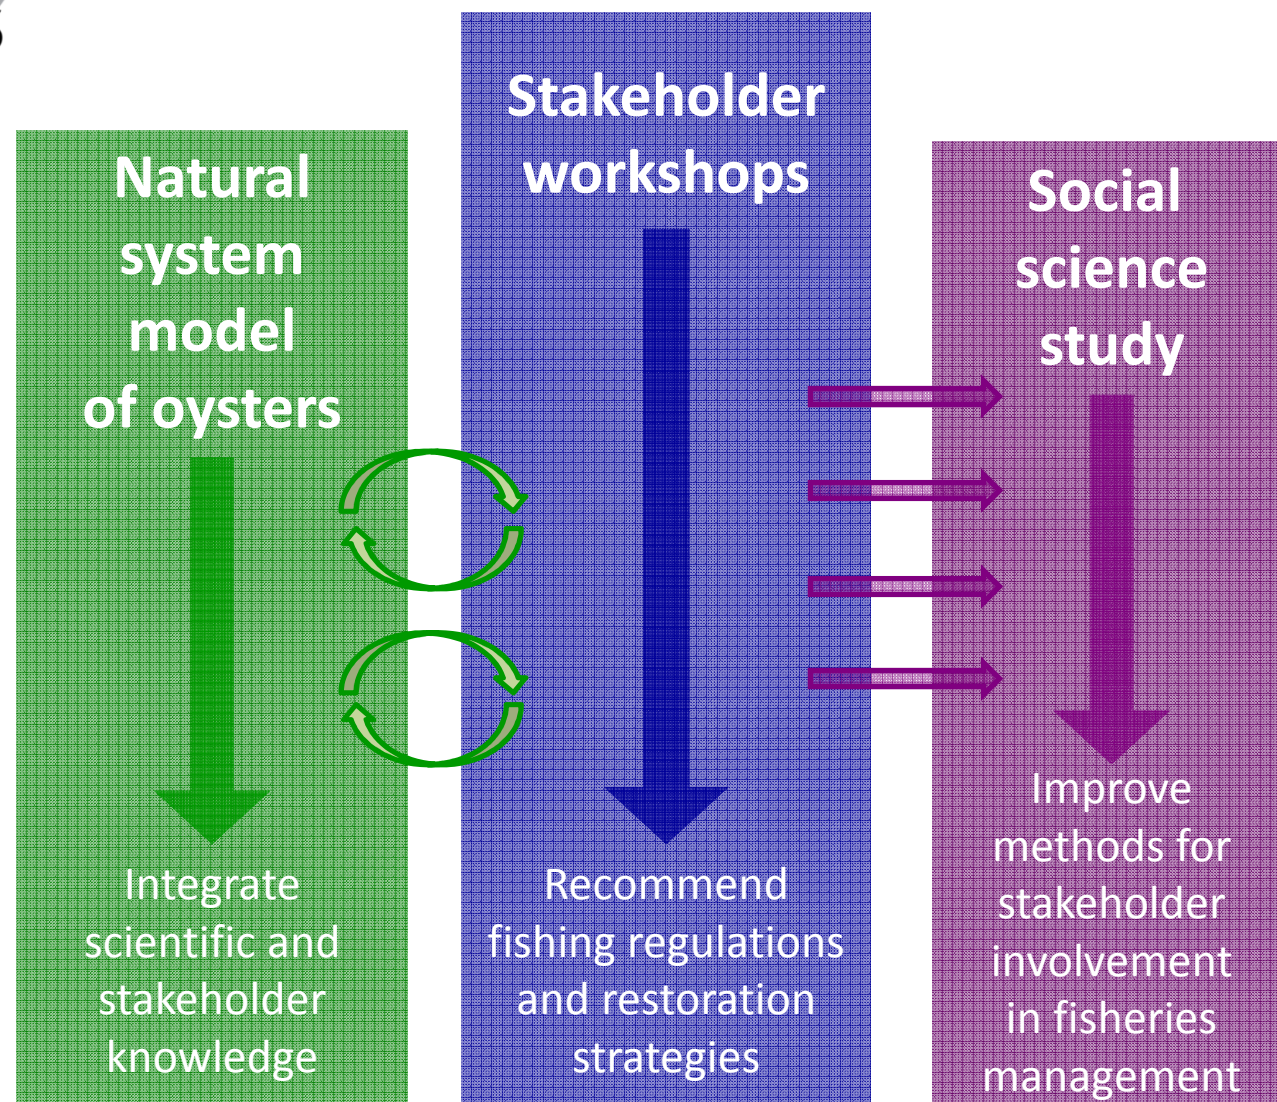 Natural
system
model
of oysters
Integrate
scientific and
stakeholder
knowledge
Stakeholder
workshops
Recommend
fishing regulations
and restoration
strategies
Social
science
study
Improve
methods for
stakeholder
involvement
in fisheries
management